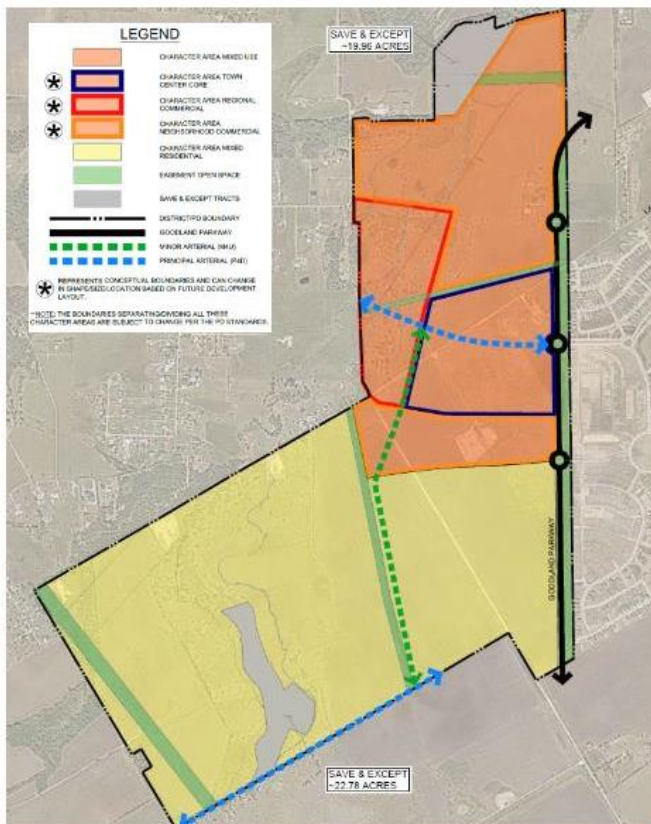 LEGEND
CHARACTER AREA MIXED USE
CHARACTER AREA TOWN
CENTER CORE
CHARACTER AREA REGIONAL
COMMERCIAL
CHARACTER AREA
NEIGHBORHOOD COMMERCIAL
CHARACTER AREA MIXED
RESIDENTIAL
EASEMENT OPEN SPACE
SAVE & EXCEPT TRACTS
DISTRICT/PD BOUNDARY
GOODLAND PARKWAY
MINOR ARTERIAL (M4U)
PRINCIPAL ARTERIAL (P4D)
REPRESENTS CONCEPTUAL BOUNDARIES AND CAN CHANGE
IN SHAPE/SIZE/LOCATION BASED ON FUTURE DEVELOPMENT
LAYOUT.
NOTE: THE BOUNDARIES SEPARATING/DIVIDING ALL THESE
CHARACTER AREAS ARE SUBJECT TO CHANGE PER THE PD STANDARDS.
SAVE & EXCEPT
~19.96 ACRES
GOODLAND PARKWAY
SAVE & EXCEPT
~22.78 ACRES